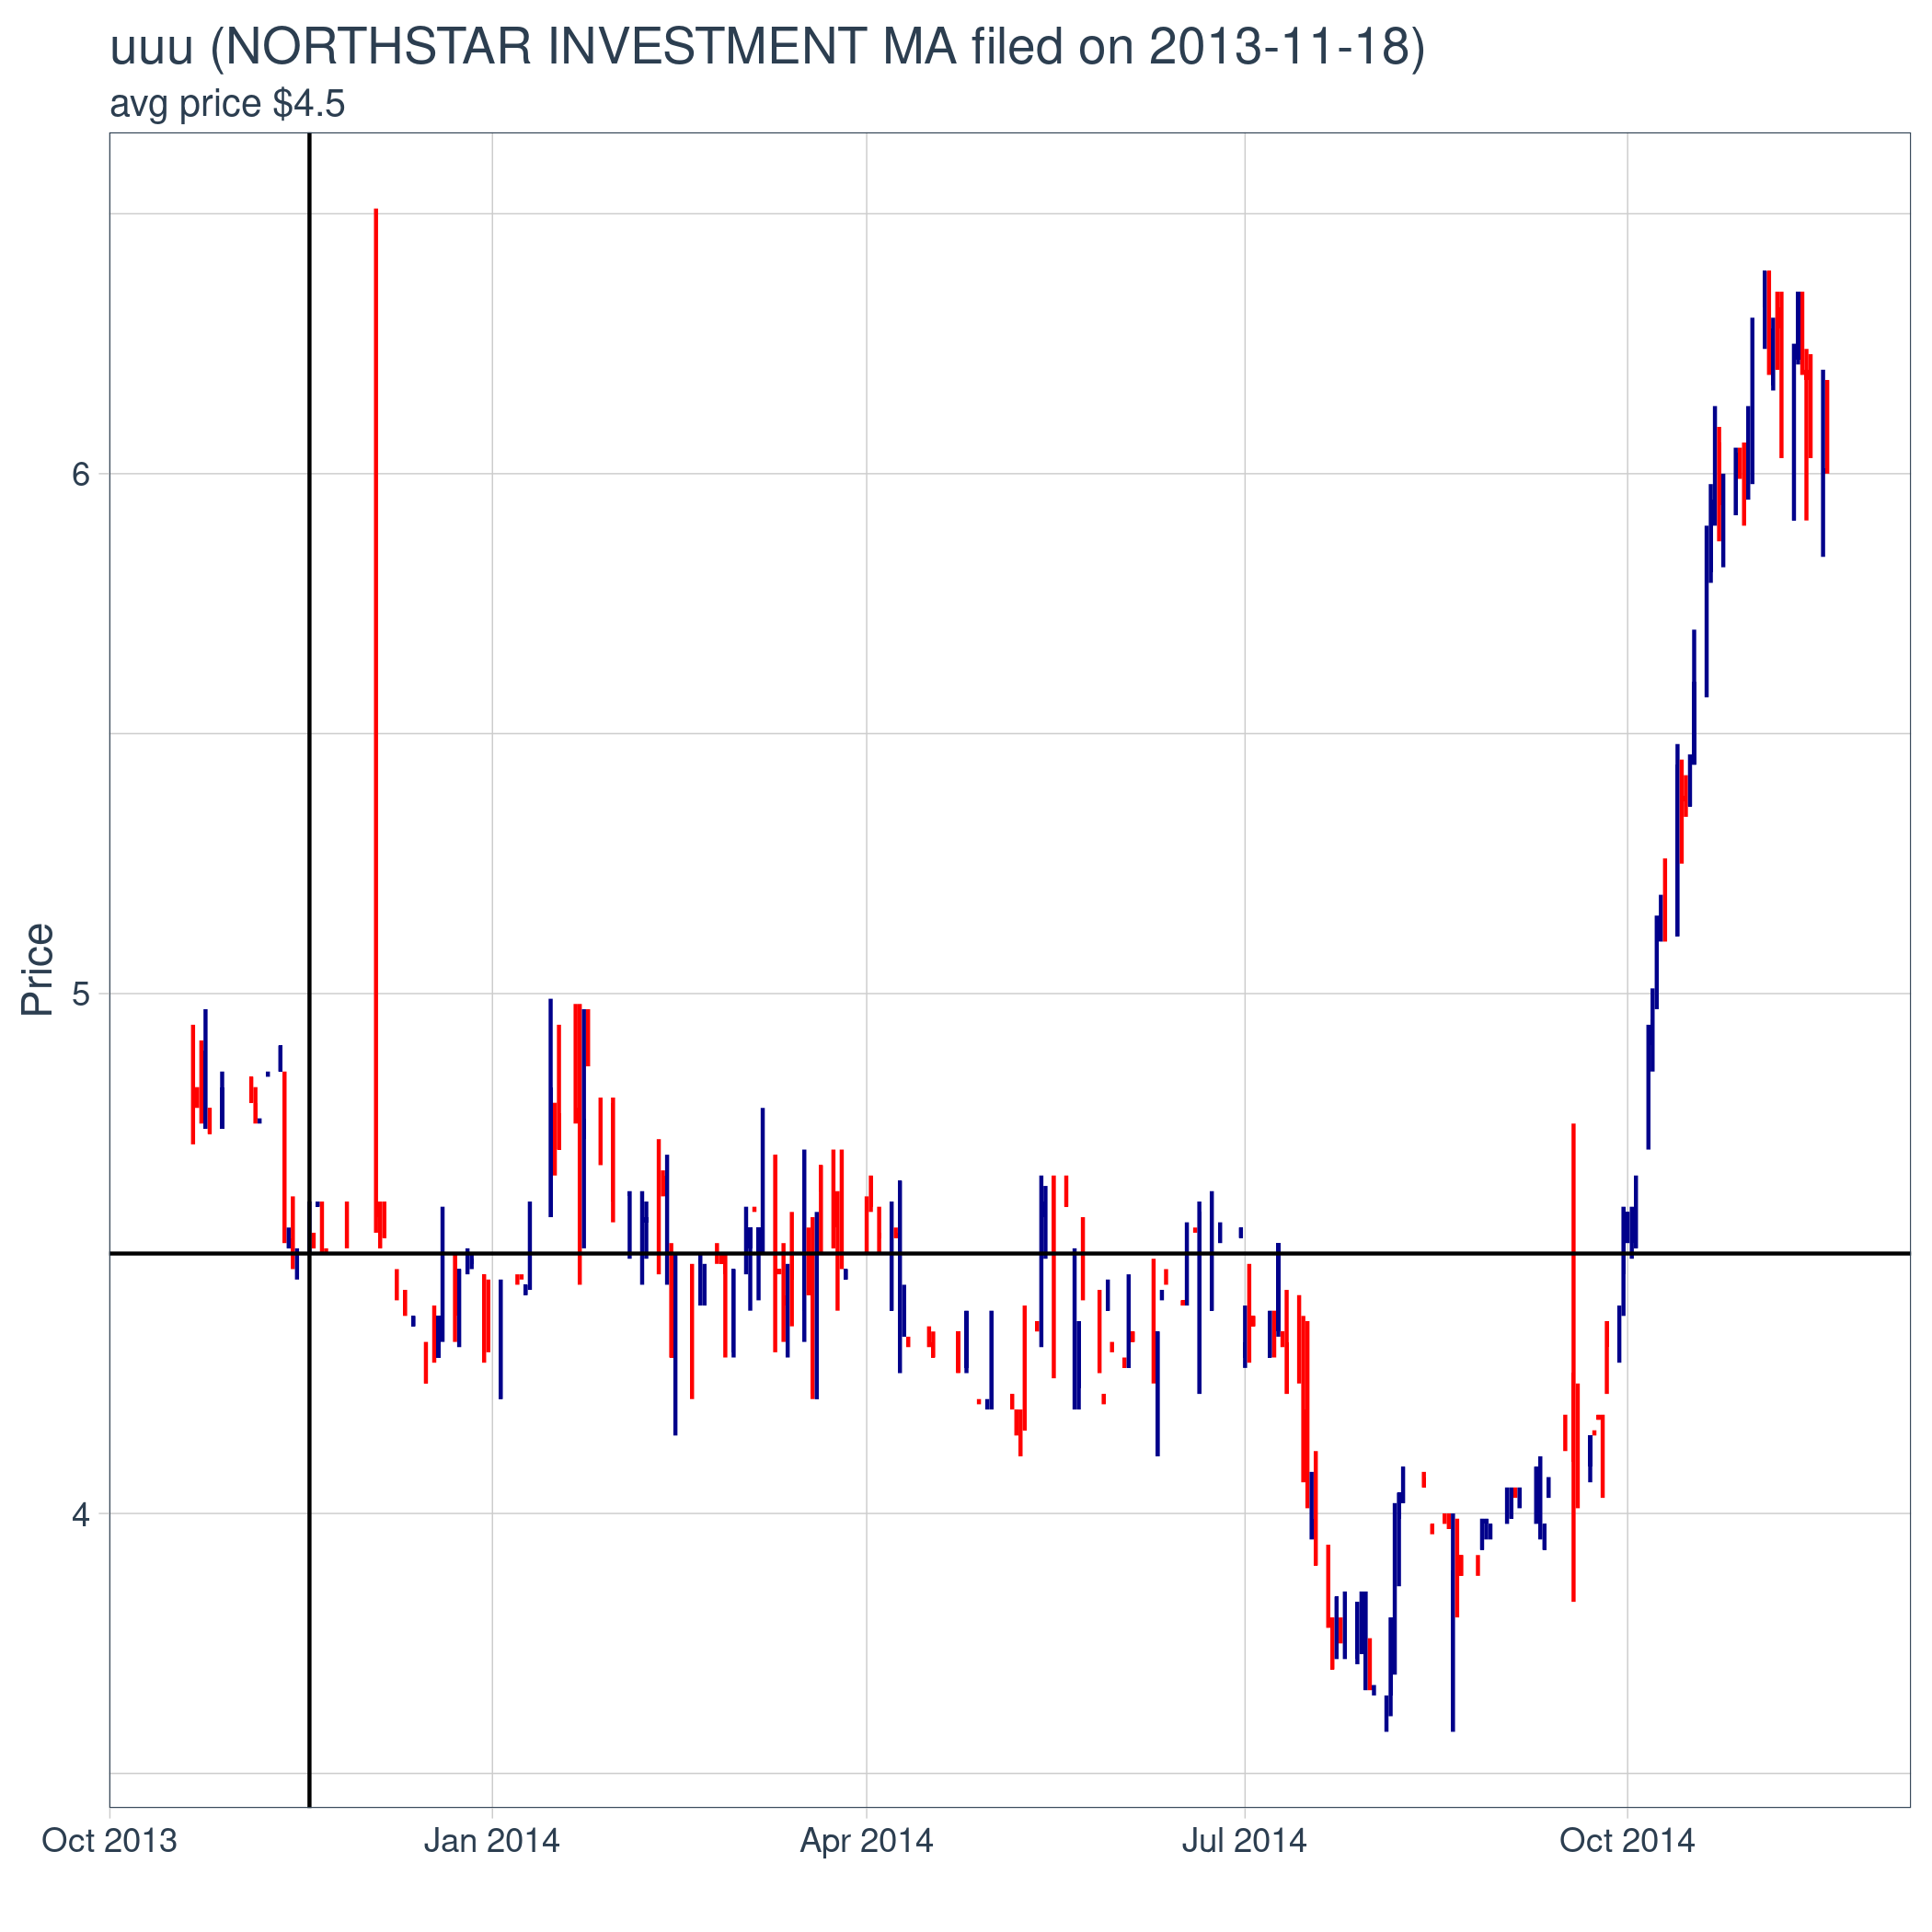 uuu (NORTHSTAR INVESTMENT MA filed on 2013-11-18)
avg price $4.5
Price
6
5
4
Oct 2013 Jan 2014 Apr 2014 Jul 2014 Oct 2014